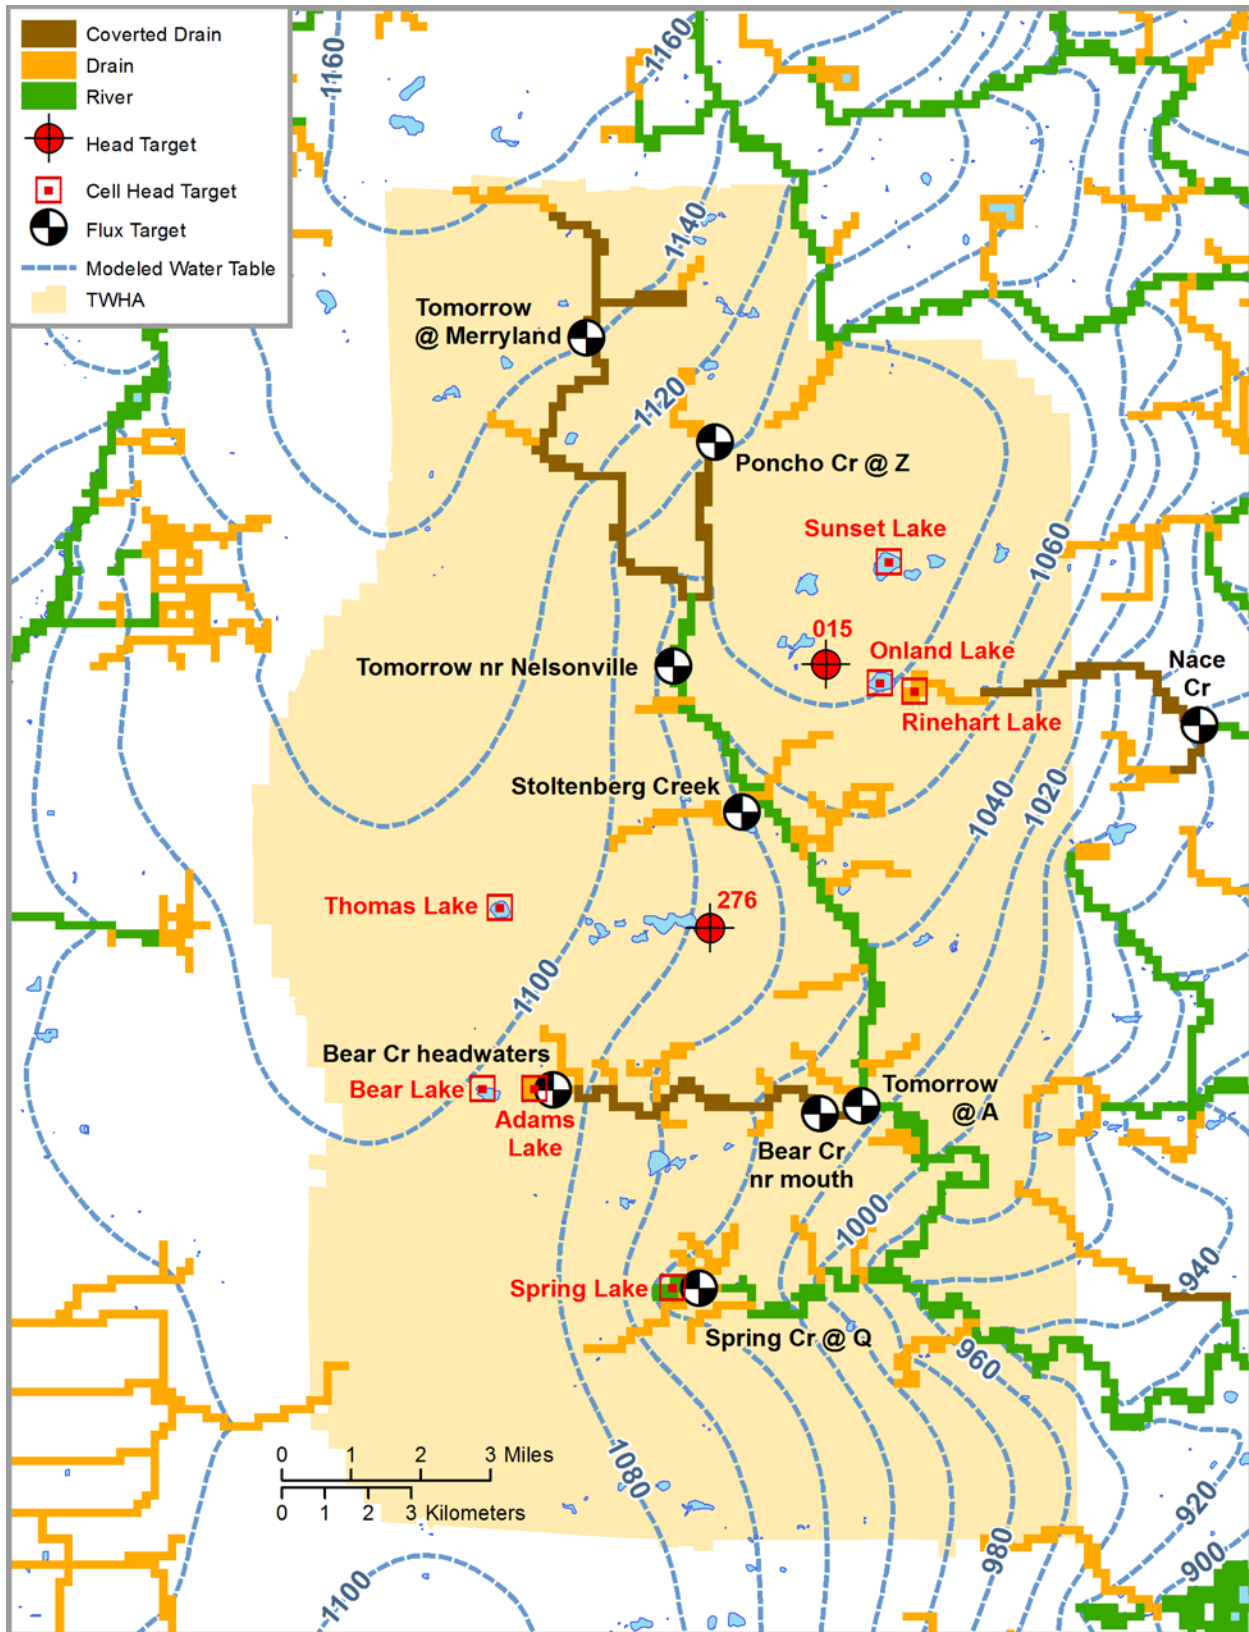 Coverted Drain
Drain
River
Head Target
Cell Head Target
Flux Target
Modeled Water Table
TWHA
1160
1160
1140
Tomorrow
@ Merryland
1120
Poncho Cr @ Z
Sunset Lake
1060
015
Onland Lake
Tomorrow nr Nelsonville
Nace
Cr
Rinehart Lake
Stoltenberg Creek
1040
1020
Thomas Lake
276
1100
Bear Cr headwaters
Bear Lake
Adams
Lake
Tomorrow
@ A
Bear Cr
nr mouth
1000
940
Spring Lake
Spring Cr @ Q
960
0 1 2 3 Miles
0 1 2 3 Kilometers
1080
920
980
900
1100